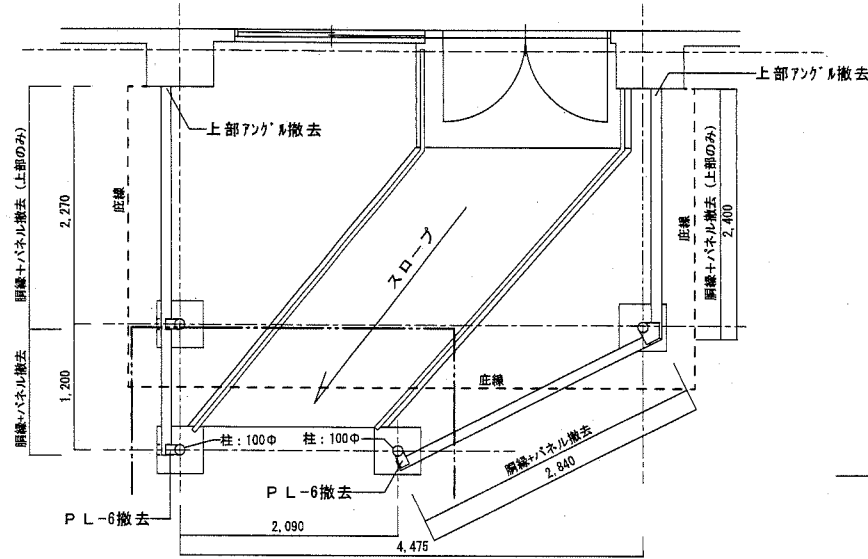 上部アングル撤去
上部アングル撤去
胴縁+パネル撤去（上部のみ）
2,270
庇線
スロープ
庇線
胴縁+パネル撤去（上部のみ）
2,400
胴縁+パネル撤去
1,200
庇線
柱：100Φ
柱：100Φ
胴縁+パネル撤去
2,840
PL-6撤去
PL-6撤去
2,090
4,475